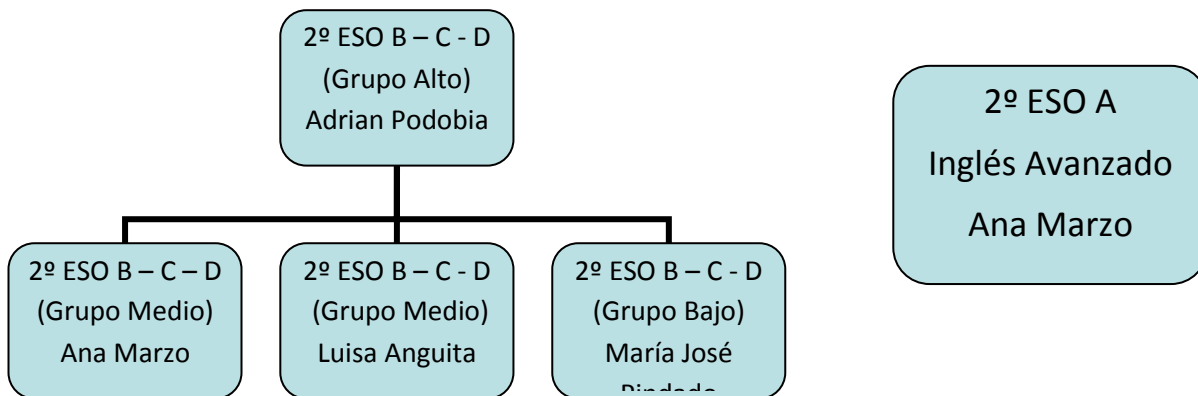 2º ESO B – C - D
(Grupo Alto)
Adrian Podobia
2º ESO A
Inglés Avanzado
Ana Marzo
2º ESO B – C – D
(Grupo Medio)
Ana Marzo
2º ESO B – C - D
(Grupo Medio)
Luisa Anguita
2º ESO B – C - D
(Grupo Bajo)
María José